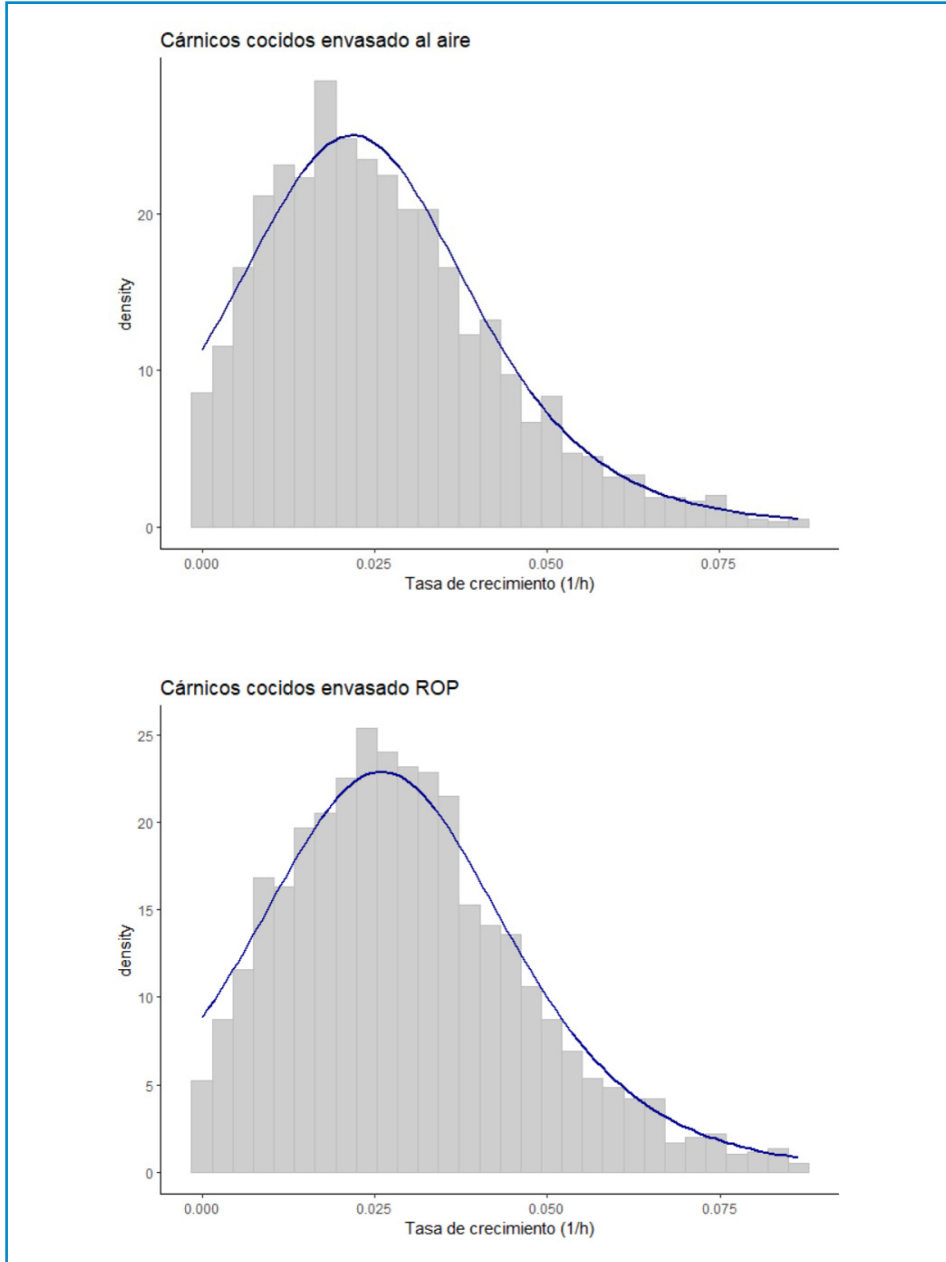 Cárnicos cocidos envasado al aire
20
10
0
density
0.000 0.025 0.050 0.075
Tasa de crecimiento (1/h)
Cárnicos cocidos envasado ROP
25
20
15
10
5
0
density
0.000 0.025 0.050 0.075
Tasa de crecimiento (1/h)